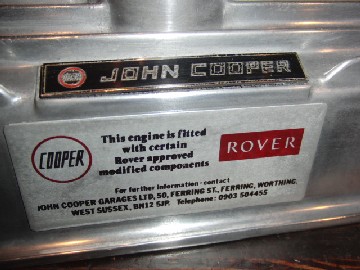 JOHN COOPER
COOPER
This engine is fitted
with certain
Rover approved
modified components
ROVER
For further information - contact
JOHN COOPER GARAGES LTD, 50, FERRING ST., FERRING, WORTHING,
WEST SUSSEX, BN12 5JP. Telephone: 0903 504455